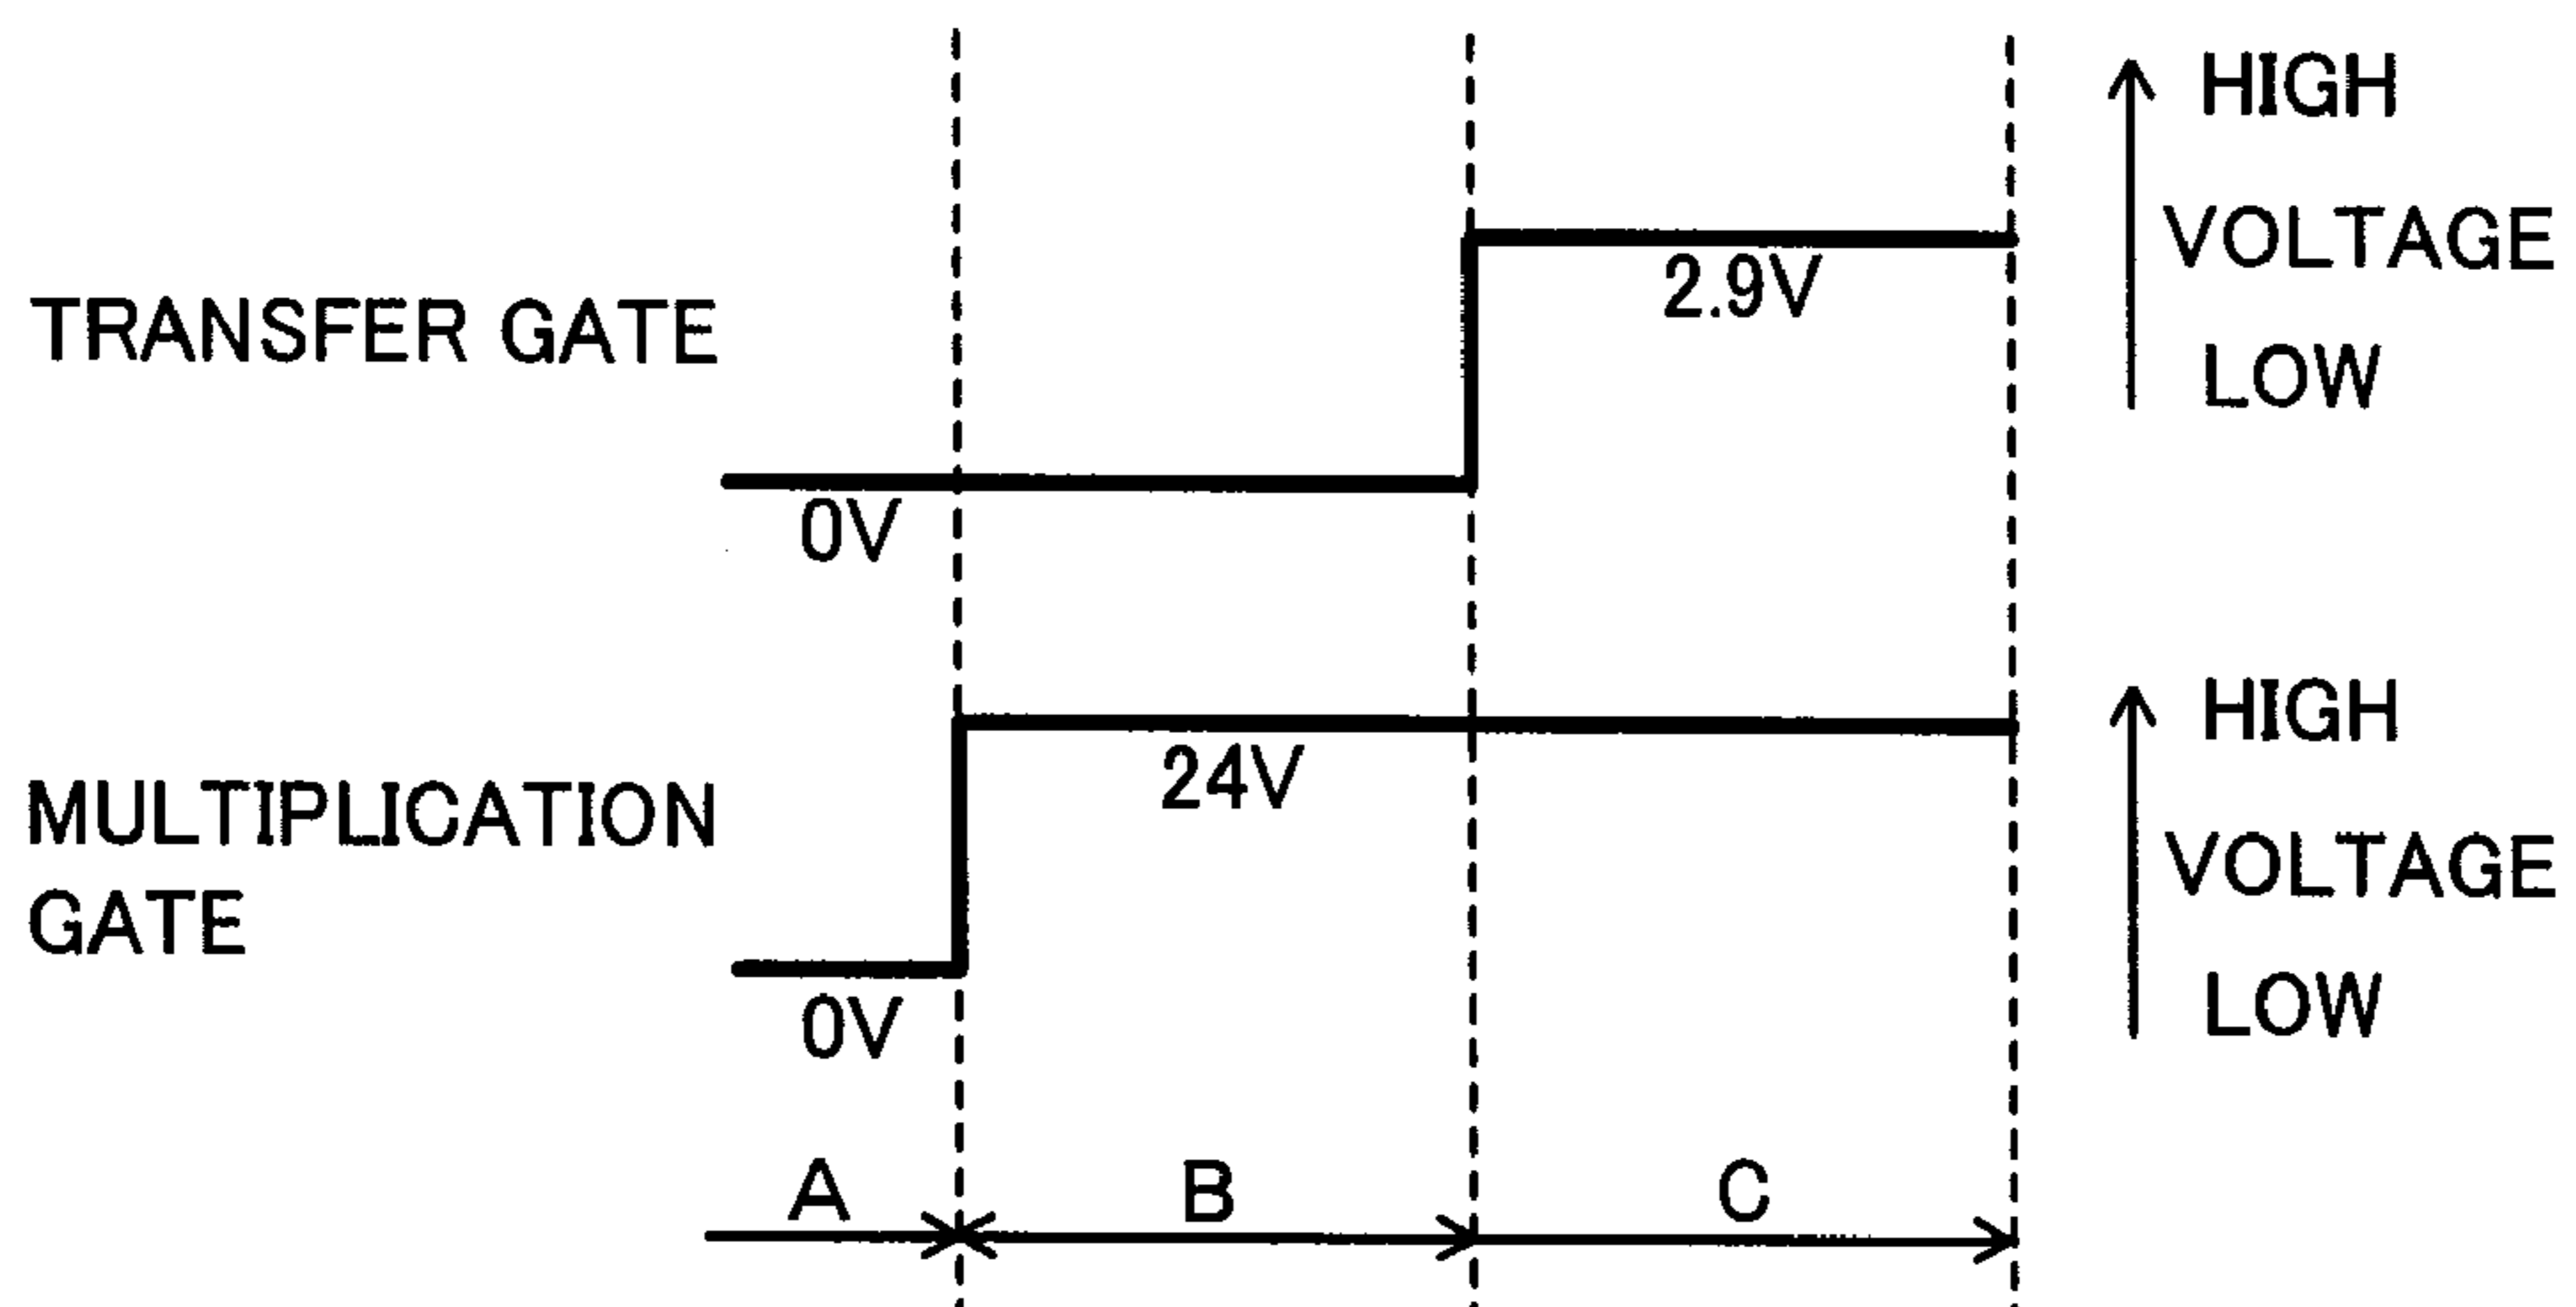 HIGH
2.9V
VOLTAGE
TRANSFER GATE
LOW
0V
HIGH
24V
MULTIPLICATION
VOLTAGE
GATE
0V
LOW
A
B
C